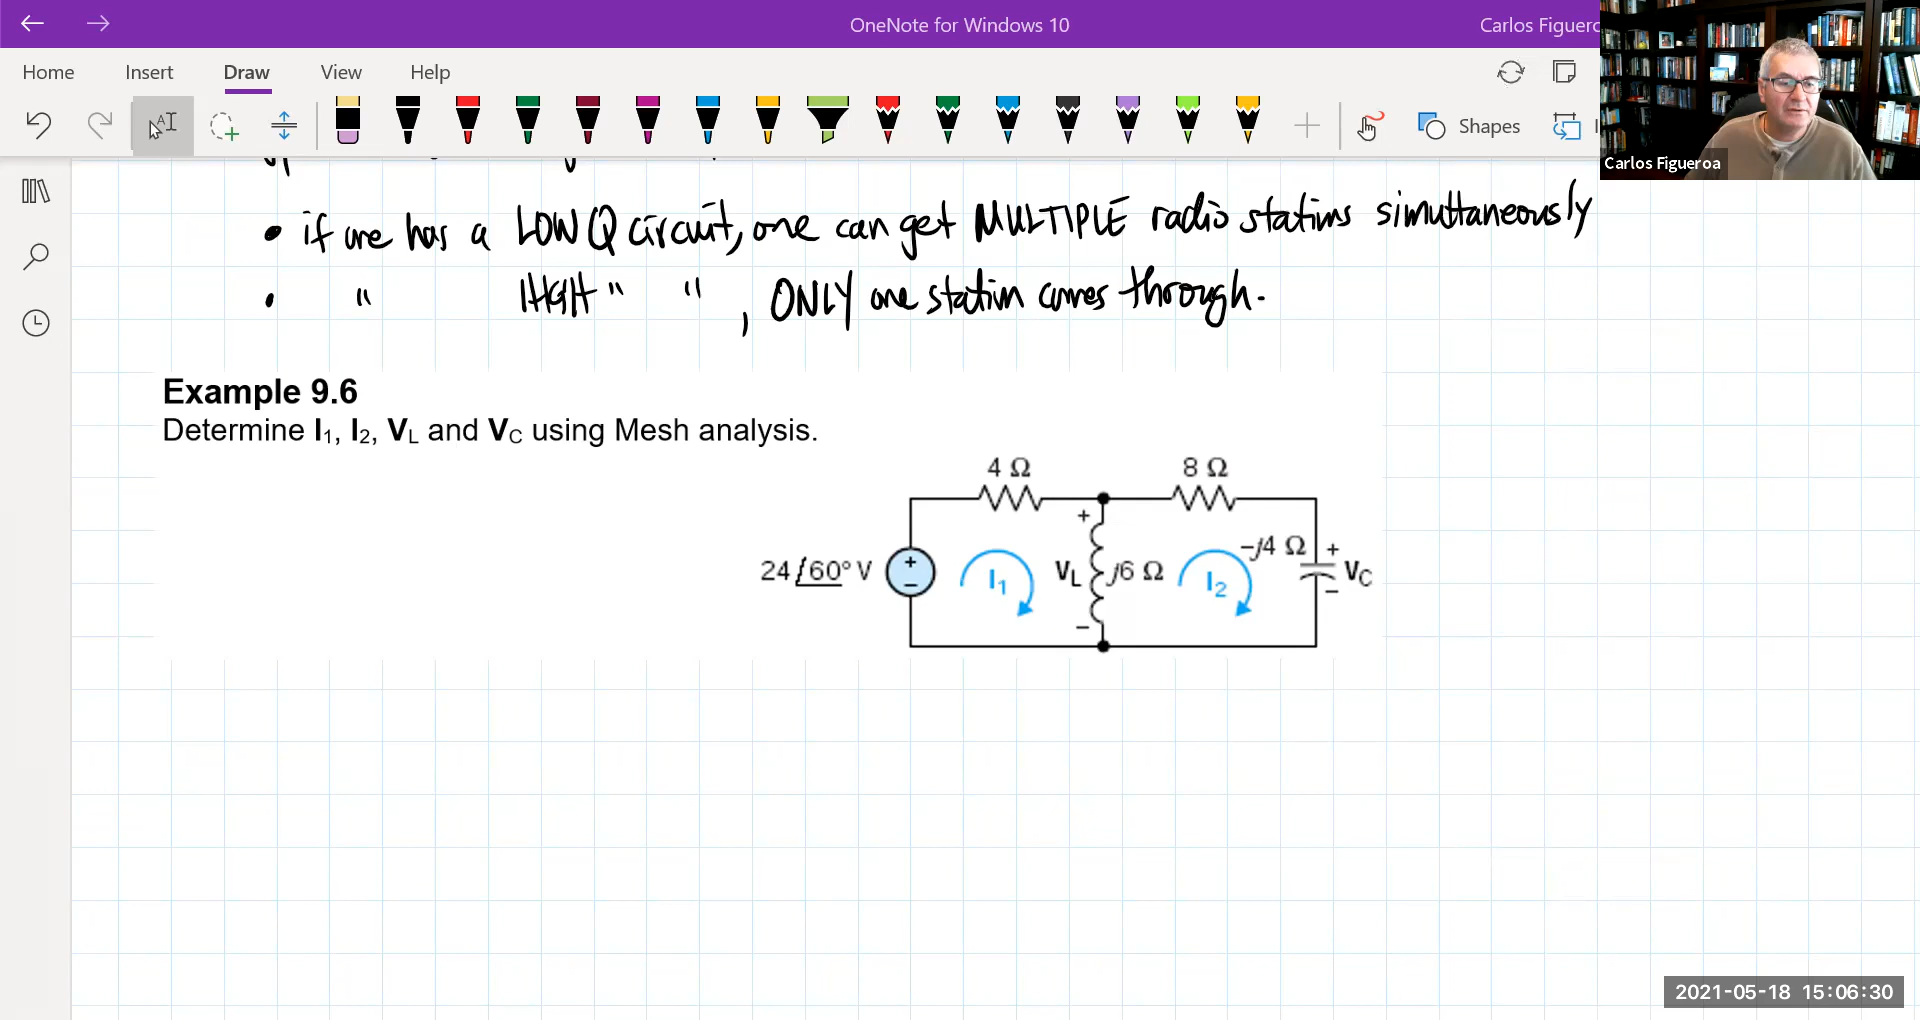 OneNote for Windows 10
Carlos Figuero
Home Insert Draw View Help
Shapes
Carlos Figueroa
• if one has a LOW Q circuit, one can get MULTIPLE radio stations simultaneously
• " HIGH " " , ONLY one station comes through.
Example 9.6
Determine I₁, I₂, VL and VC using Mesh analysis.
4 Ω 8 Ω
+ −j4 Ω +
24/60° V + − I₁ VL j6 Ω I₂ VC
− −
2021-05-18 15:06:30